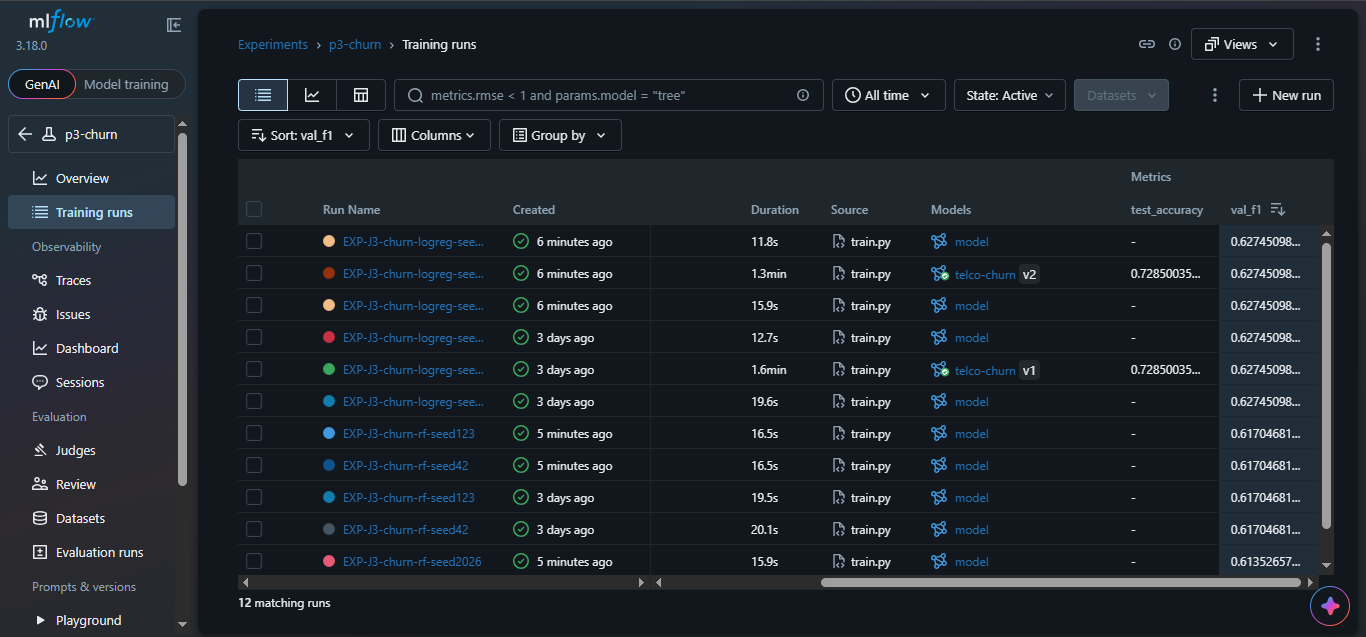 mlflow
3.18.0
GenAI Model training
p3-churn
Overview
Training runs
Observability
Traces
Issues
Dashboard
Sessions
Evaluation
Judges
Review
Datasets
Evaluation runs
Prompts & versions
Playground
Experiments › p3-churn › Training runs
Views
metrics.rmse < 1 and params.model = "tree"
All time
State: Active
Datasets
New run
Sort: val_f1
Columns
Group by
Metrics
Run Name Created Duration Source Models test_accuracy val_f1
EXP-J3-churn-logreg-see... 6 minutes ago 11.8s train.py model - 0.62745098...
EXP-J3-churn-logreg-see... 6 minutes ago 1.3min train.py telco-churn v2 0.72850035... 0.62745098...
EXP-J3-churn-logreg-see... 6 minutes ago 15.9s train.py model - 0.62745098...
EXP-J3-churn-logreg-see... 3 days ago 12.7s train.py model - 0.62745098...
EXP-J3-churn-logreg-see... 3 days ago 1.6min train.py telco-churn v1 0.72850035... 0.62745098...
EXP-J3-churn-logreg-see... 3 days ago 19.6s train.py model - 0.62745098...
EXP-J3-churn-rf-seed123 5 minutes ago 16.5s train.py model - 0.61704681...
EXP-J3-churn-rf-seed42 5 minutes ago 16.5s train.py model - 0.61704681...
EXP-J3-churn-rf-seed123 3 days ago 19.5s train.py model - 0.61704681...
EXP-J3-churn-rf-seed42 3 days ago 20.1s train.py model - 0.61704681...
EXP-J3-churn-rf-seed2026 5 minutes ago 15.9s train.py model - 0.61352657...
12 matching runs